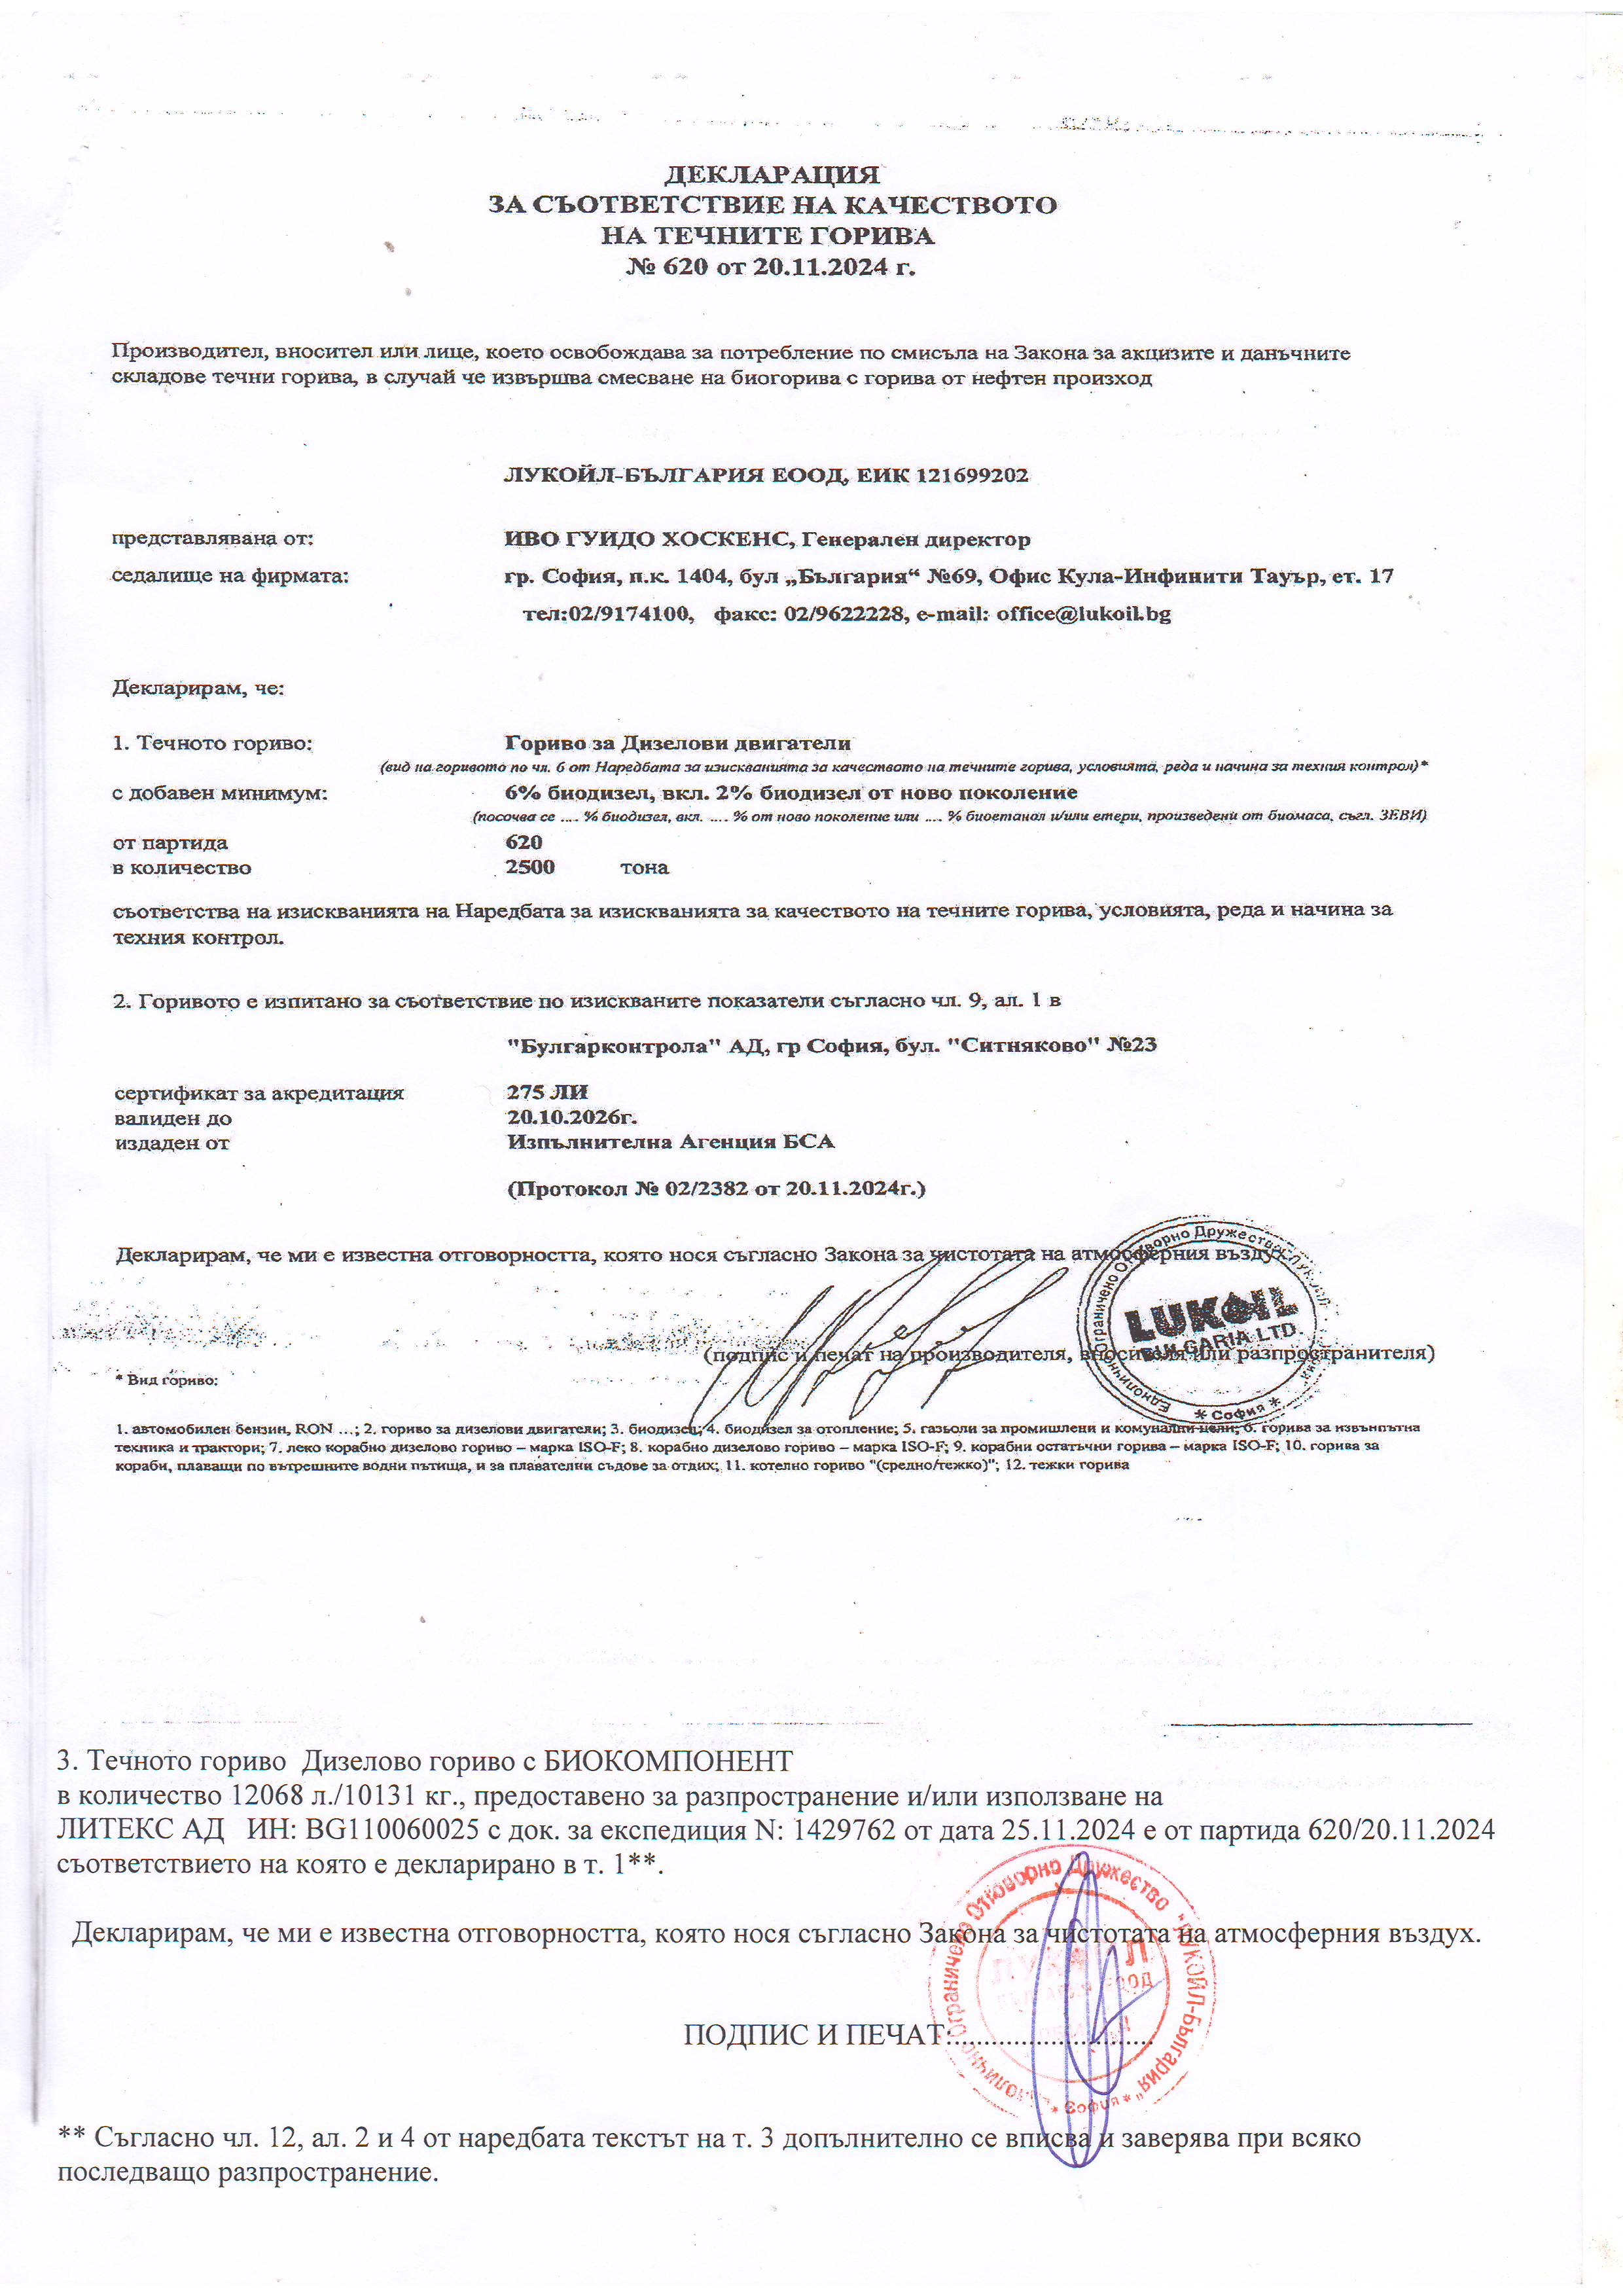 ДЕКЛАРАЦИЯ
ЗА СЪОТВЕТСТВИЕ НА КАЧЕСТВОТО
НА ТЕЧНИТЕ ГОРИВА
№ 620 от 20.11.2024 г.
Производител, вносител или лице, което освобождава за потребление по смисъла на Закона за акцизите и данъчните
складове течни горива, в случай че извършва смесване на биогорива с горива от нефтен произход
ЛУКОЙЛ-БЪЛГАРИЯ ЕООД, ЕИК 121699202
представлявана от: ИВО ГУИДО ХОСКЕНС, Генерален директор
седалище на фирмата: гр. София, п.к. 1404, бул „България“ №69, Офис Кула-Инфинити Тауър, ет. 17
тел:02/9174100, факс: 02/9622228, e-mail: office@lukoil.bg
Декларирам, че:
1. Течното гориво: Гориво за Дизелови двигатели
(вид на горивото по чл. 6 от Наредбата за изискванията за качеството на течните горива, условията, реда и начина за техния контрол)*
с добавен минимум: 6% биодизел, вкл. 2% биодизел от ново поколение
(посочва се .... % биодизел, вкл. .... % от ново поколение или .... % биоетанол и/или етери, произведени от биомаса, съгл. ЗЕВИ)
от партида 620
в количество 2500 тона
съответства на изискванията на Наредбата за изискванията за качеството на течните горива, условията, реда и начина за
техния контрол.
2. Горивото е изпитано за съответствие по изискваните показатели съгласно чл. 9, ал. 1 в
"Булгарконтрола" АД, гр София, бул. "Ситняково" №23
сертификат за акредитация 275 ЛИ
валиден до 20.10.2026г.
издаден от Изпълнителна Агенция БСА
(Протокол № 02/2382 от 20.11.2024г.)
Декларирам, че ми е известна отговорността, която нося съгласно Закона за чистотата на атмосферния въздух.
LUKOIL
BULGARIA LTD.
* София *
(подпис и печат на производителя, вносителя или разпространителя)
* Вид гориво:
1. автомобилен бензин, RON ...; 2. гориво за дизелови двигатели; 3. биодизел; 4. биодизел за отопление; 5. газьоли за промишлени и комунални цели; 6. горива за извънпътна
техника и трактори; 7. леко корабно дизелово гориво – марка ISO-F; 8. корабно дизелово гориво – марка ISO-F; 9. корабни остатъчни горива – марка ISO-F; 10. горива за
кораби, плаващи по вътрешните водни пътища, и за плавателни съдове за отдих; 11. котелно гориво "(средно/тежко)"; 12. тежки горива
3. Течното гориво Дизелово гориво с БИОКОМПОНЕНТ
в количество 12068 л./10131 кг., предоставено за разпространение и/или използване на
ЛИТЕКС АД ИН: BG110060025 с док. за експедиция N: 1429762 от дата 25.11.2024 е от партида 620/20.11.2024
съответствието на която е декларирано в т. 1**.
Декларирам, че ми е известна отговорността, която нося съгласно Закона за чистотата на атмосферния въздух.
ПОДПИС И ПЕЧАТ:...........................
Ограничено Отговорно Дружество "ЛУКОЙЛ-България"
* София *
** Съгласно чл. 12, ал. 2 и 4 от наредбата текстът на т. 3 допълнително се вписва и заверява при всяко
последващо разпространение.